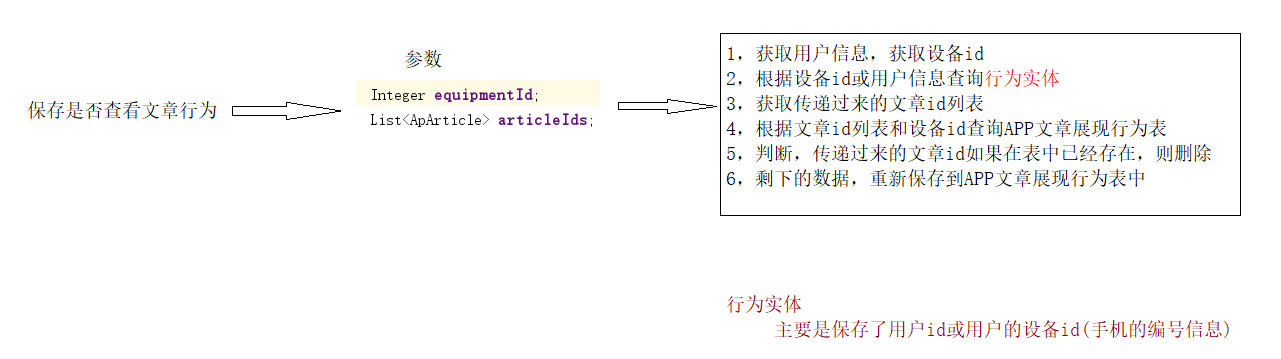 保存是否查看文章行为
参数
Integer equipmentId;
List<ApArticle> articleIds;
1，获取用户信息，获取设备id
2，根据设备id或用户信息查询行为实体
3，获取传递过来的文章id列表
4，根据文章id列表和设备id查询APP文章展现行为表
5，判断，传递过来的文章id如果在表中已经存在，则删除
6，剩下的数据，重新保存到APP文章展现行为表中
行为实体
主要是保存了用户id或用户的设备id(手机的编号信息)